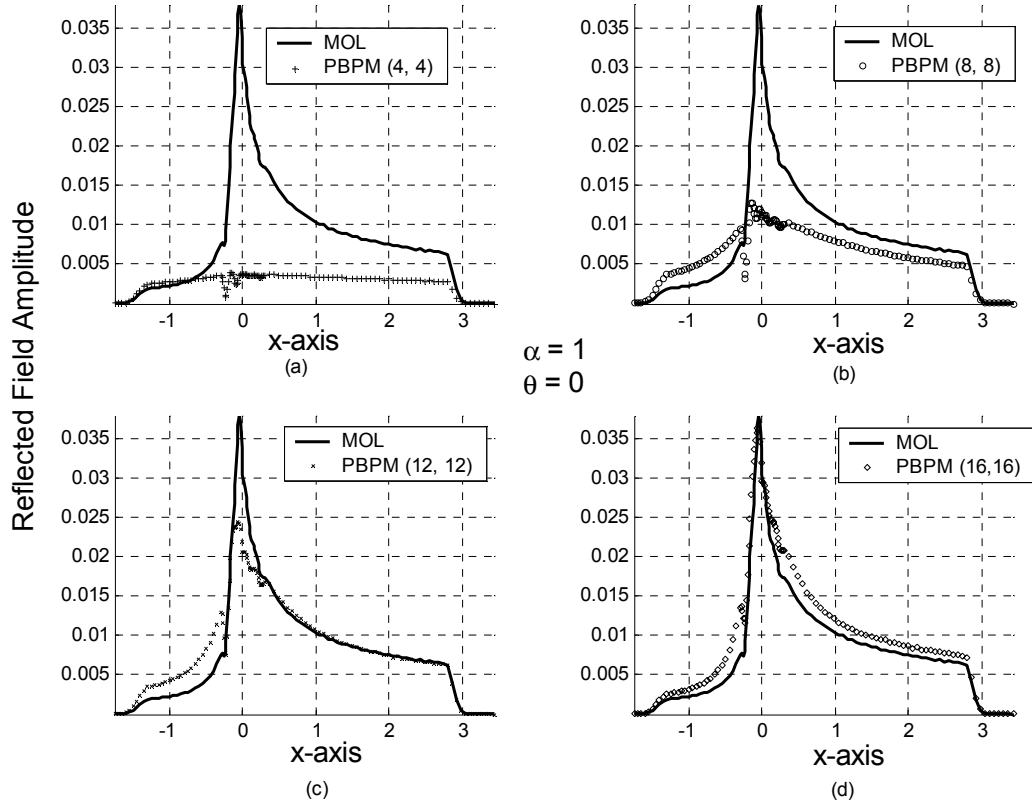 Reflected Field Amplitude
0.035
0.03
0.025
0.02
0.015
0.01
0.005
MOL
PBPM (4, 4)
-1 0 1 2 3
x-axis
(a)
0.035
0.03
0.025
0.02
0.015
0.01
0.005
MOL
PBPM (8, 8)
-1 0 1 2 3
x-axis
(b)
α = 1
θ = 0
0.035
0.03
0.025
0.02
0.015
0.01
0.005
MOL
PBPM (12, 12)
-1 0 1 2 3
x-axis
(c)
0.035
0.03
0.025
0.02
0.015
0.01
0.005
MOL
PBPM (16,16)
-1 0 1 2 3
x-axis
(d)